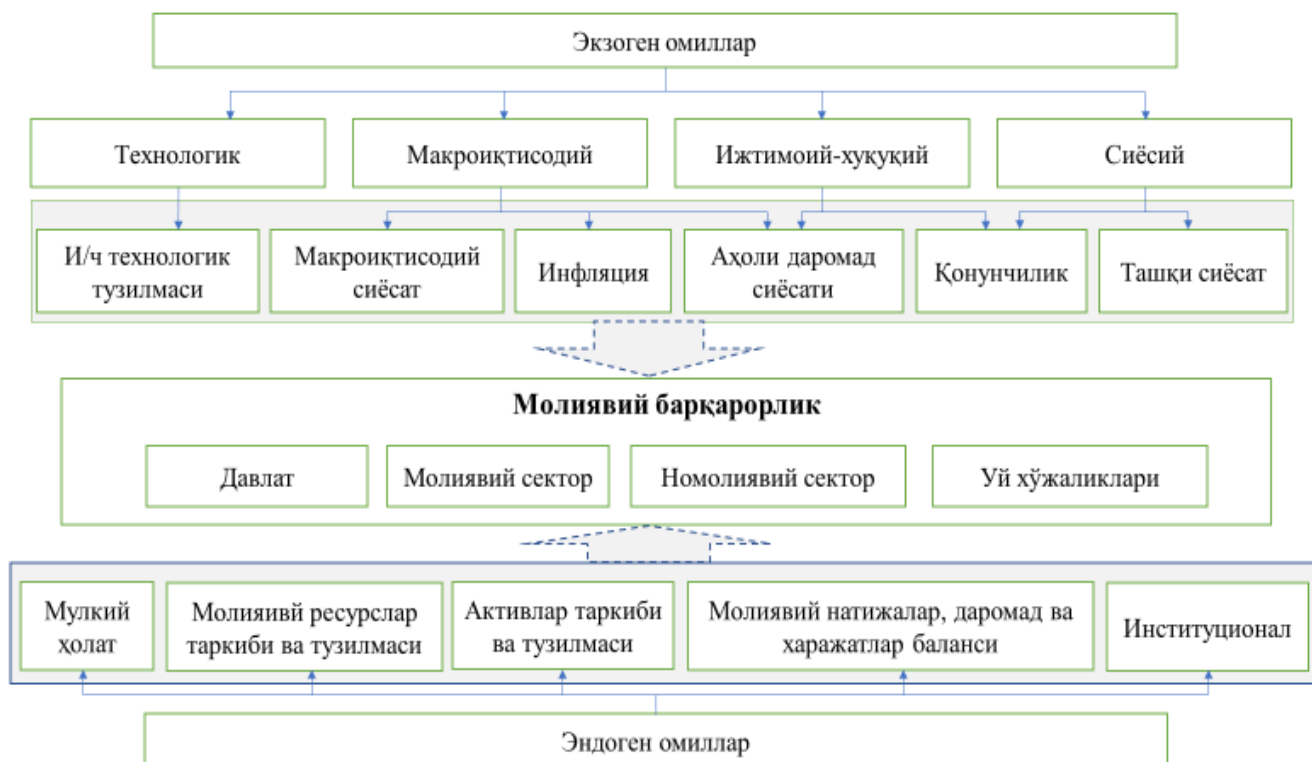 Экзоген омиллар
Технологик
Макроиқтисодий
Ижтимоий-хуқуқий
Сиёсий
И/ч технологик
тузилмаси
Макроиқтисодий
сиёсат
Инфляция
Аҳоли даромад
сиёсати
Қонунчилик
Ташқи сиёсат
Молиявий барқарорлик
Давлат
Молиявий сектор
Номолиявий сектор
Уй хўжаликлари
Мулкий
ҳолат
Молияивй ресурслар
таркиби ва тузилмаси
Активлар таркиби
ва тузилмаси
Молиявий натижалар, даромад ва
харажатлар баланси
Институционал
Эндоген омиллар